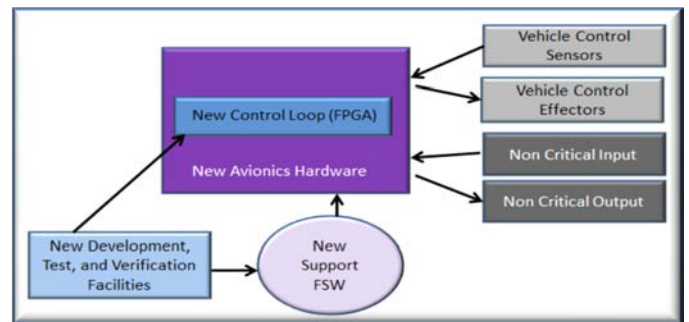 Vehicle Control
Sensors
Vehicle Control
Effectors
New Control Loop (FPGA)
Non Critical Input
New Avionics Hardware
Non Critical Output
New Development,
Test, and Verification
Facilities
New
Support
FSW